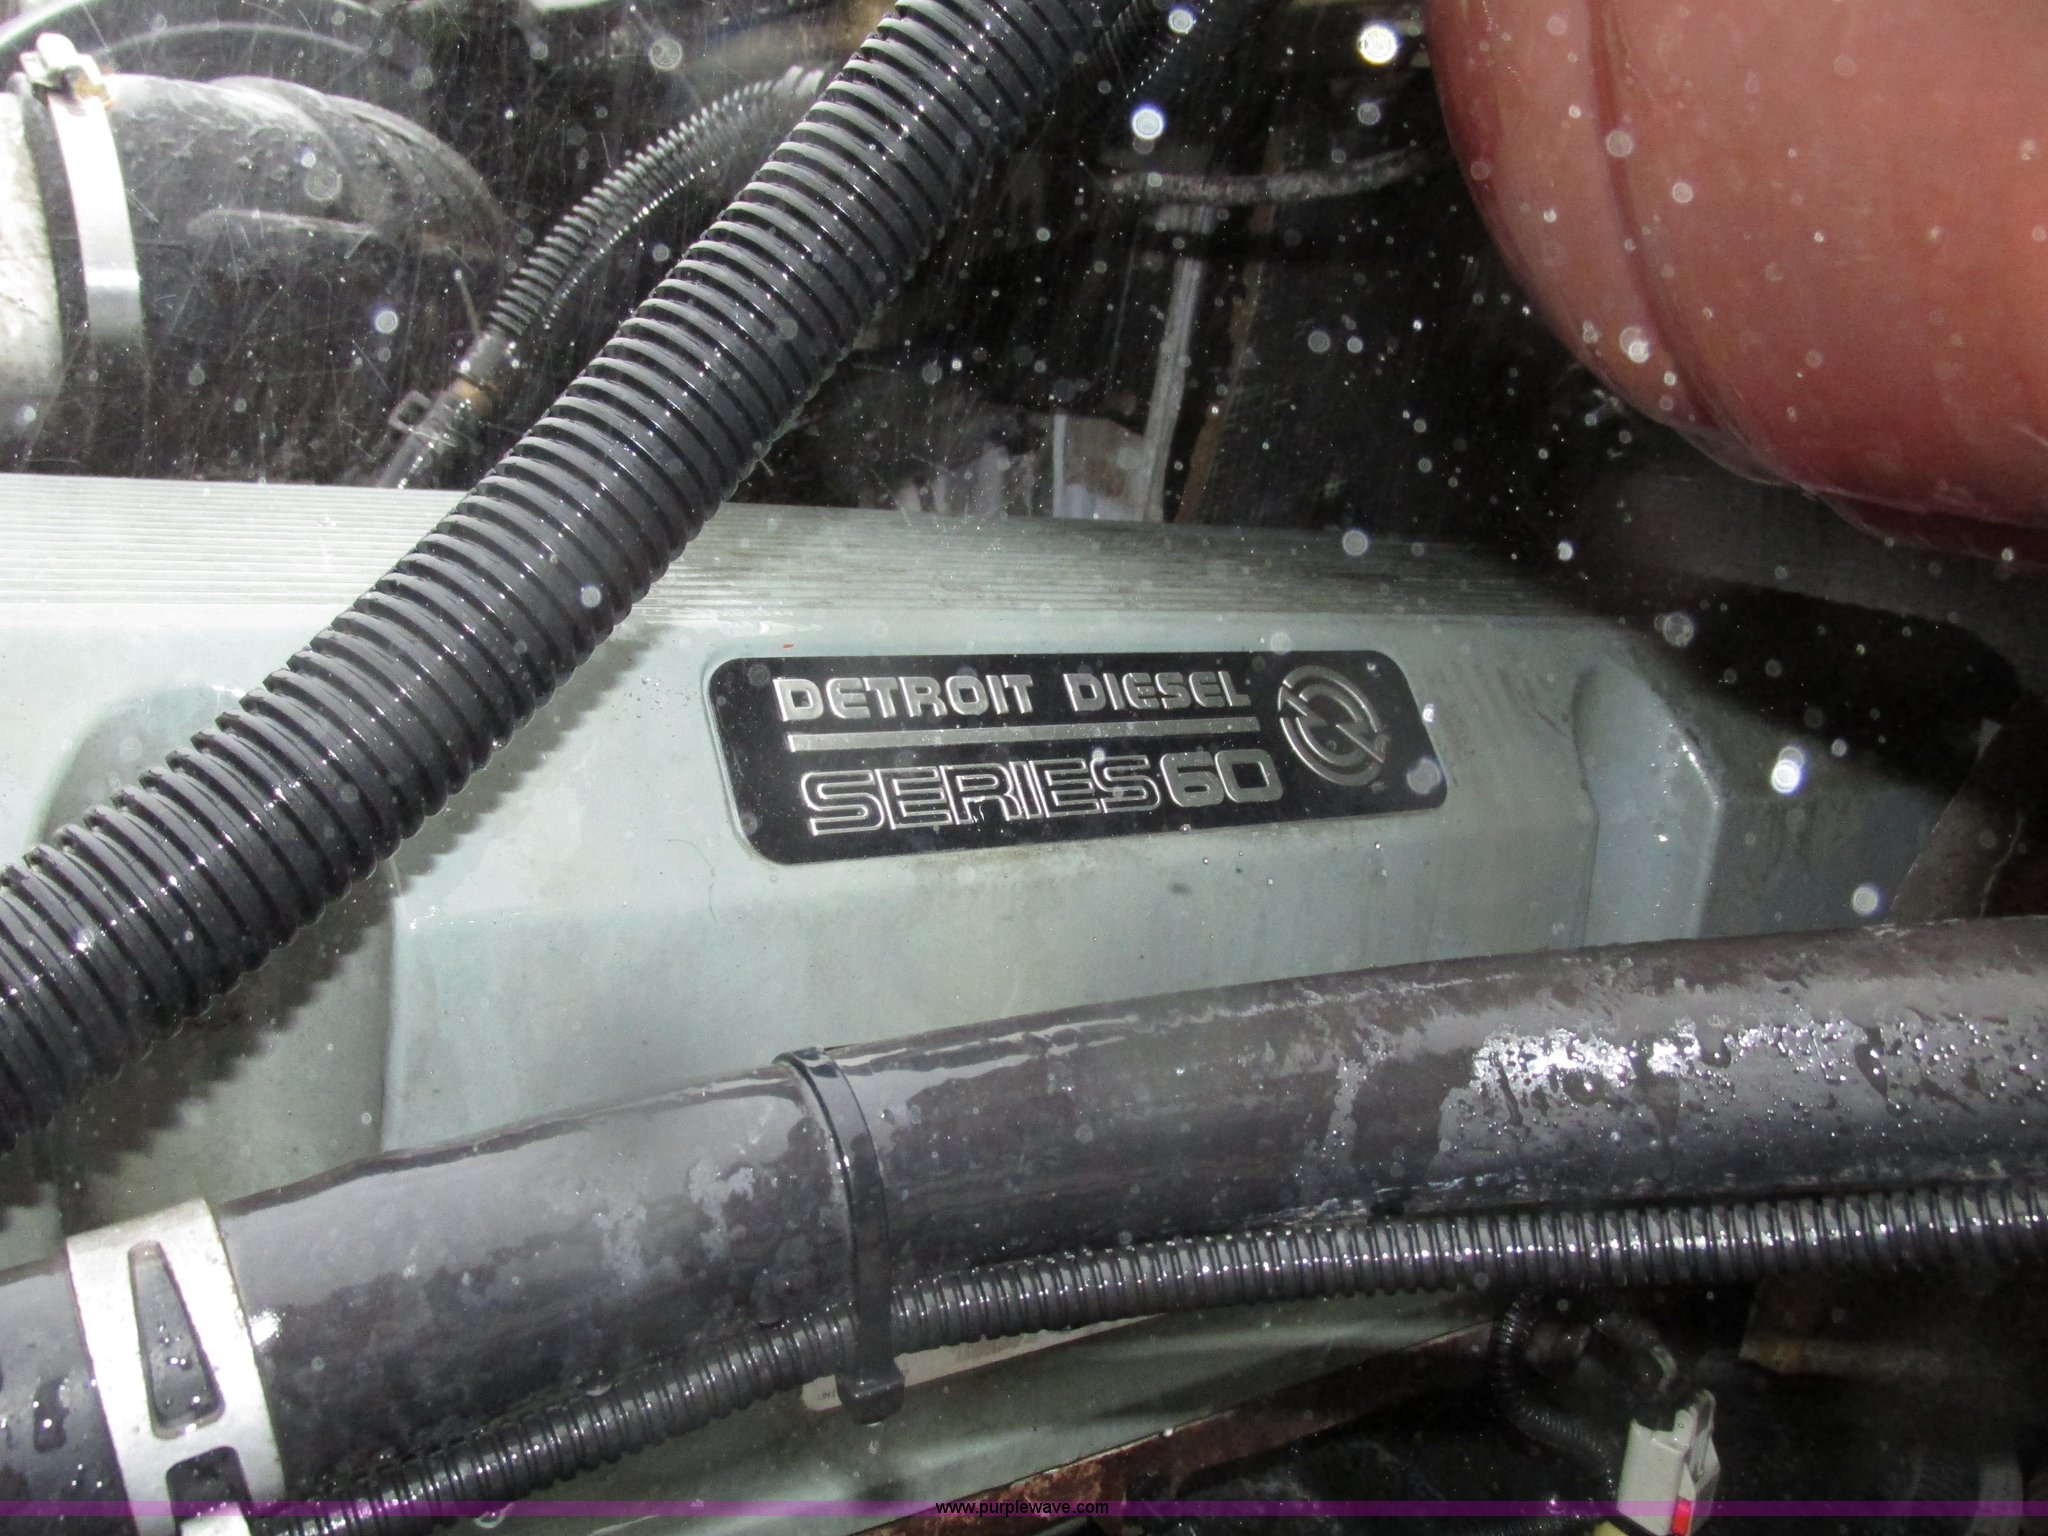 DETROIT DIESEL
SERIES 60
www.purplewave.com